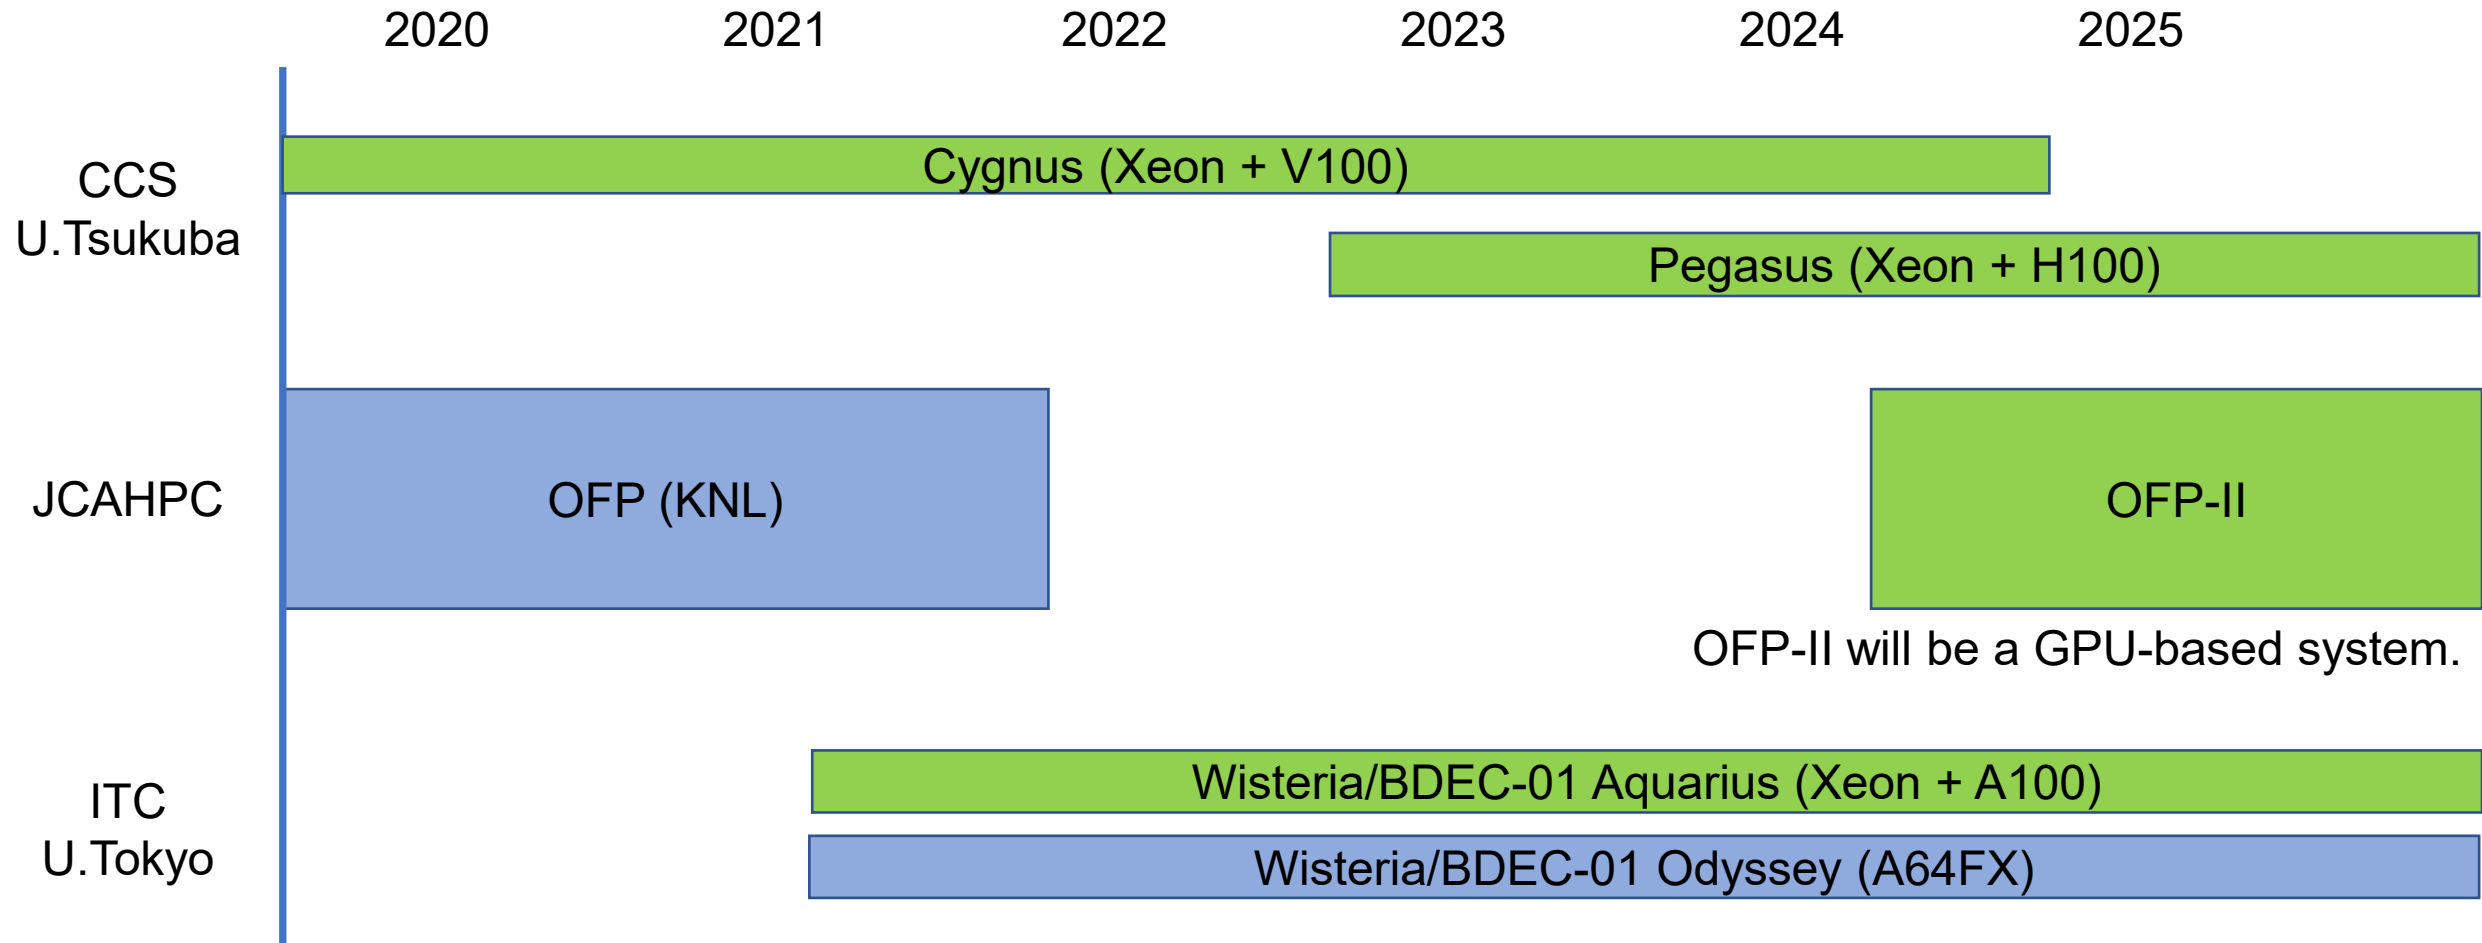 2020 2021 2022 2023 2024 2025
CCS
U.Tsukuba
Cygnus (Xeon + V100)
Pegasus (Xeon + H100)
JCAHPC
OFP (KNL)
OFP-II
OFP-II will be a GPU-based system.
ITC
U.Tokyo
Wisteria/BDEC-01 Aquarius (Xeon + A100)
Wisteria/BDEC-01 Odyssey (A64FX)